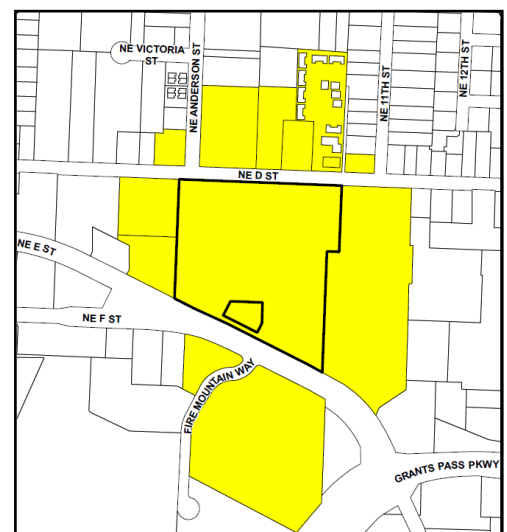 NE VICTORIA
ST
NE ANDERSON ST
NE 11TH ST
NE 12TH ST
NE D ST
NE E ST
NE F ST
FIRE MOUNTAIN WAY
GRANTS PASS PKWY